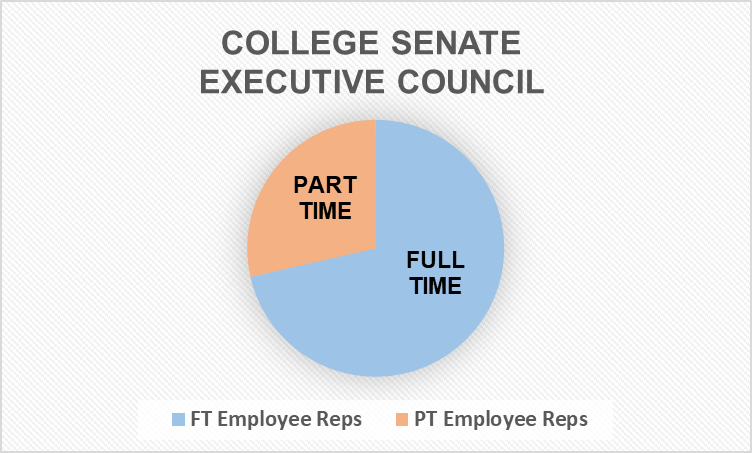 COLLEGE SENATE
EXECUTIVE COUNCIL
PART
TIME
FULL
TIME
FT Employee Reps
PT Employee Reps